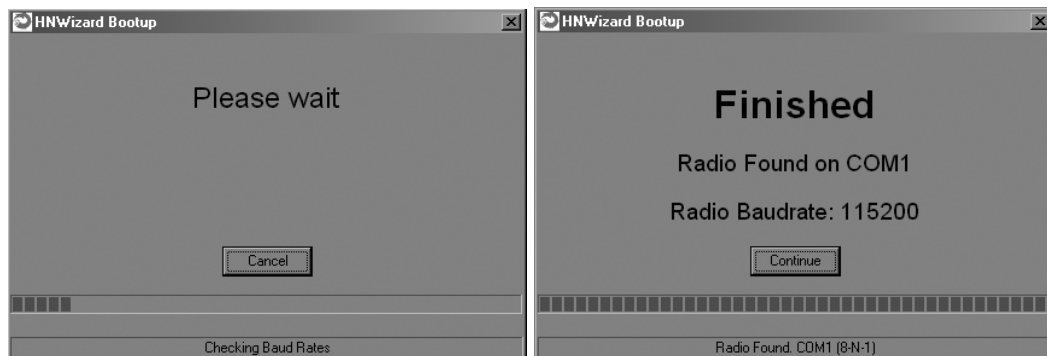 HNWizard Bootup
Please wait
Cancel
Checking Baud Rates
HNWizard Bootup
Finished
Radio Found on COM1
Radio Baudrate: 115200
Continue
Radio Found. COM1 (8-N-1)